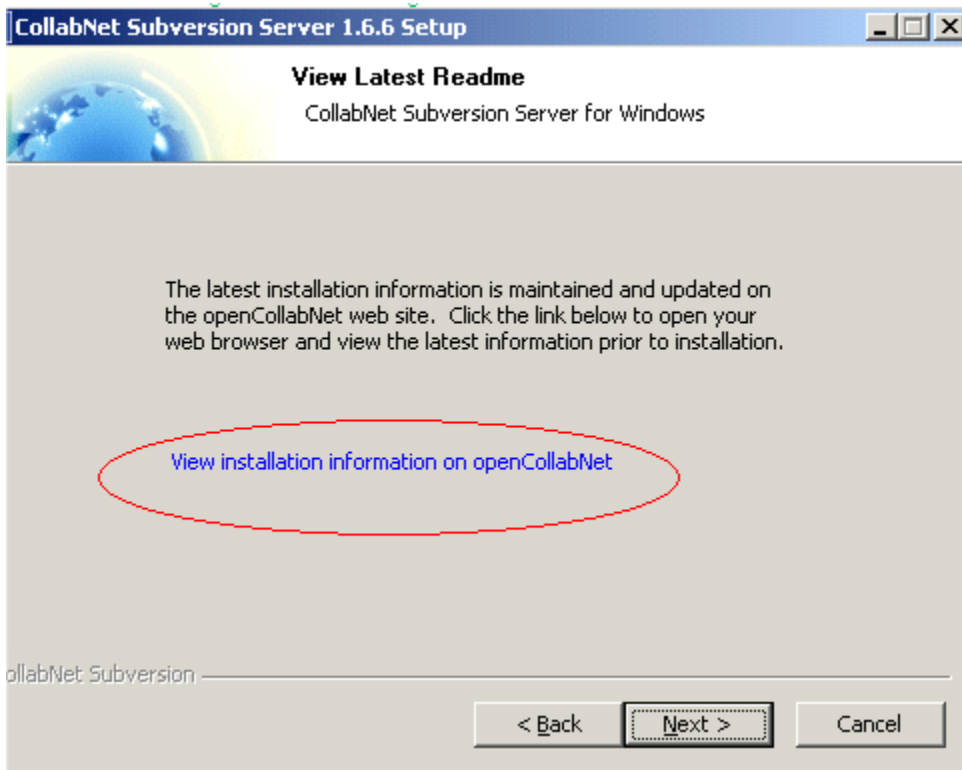 CollabNet Subversion Server 1.6.6 Setup
View Latest Readme
CollabNet Subversion Server for Windows
The latest installation information is maintained and updated on
the openCollabNet web site.  Click the link below to open your
web browser and view the latest information prior to installation.
View installation information on openCollabNet
ollabNet Subversion
< Back
Next >
Cancel